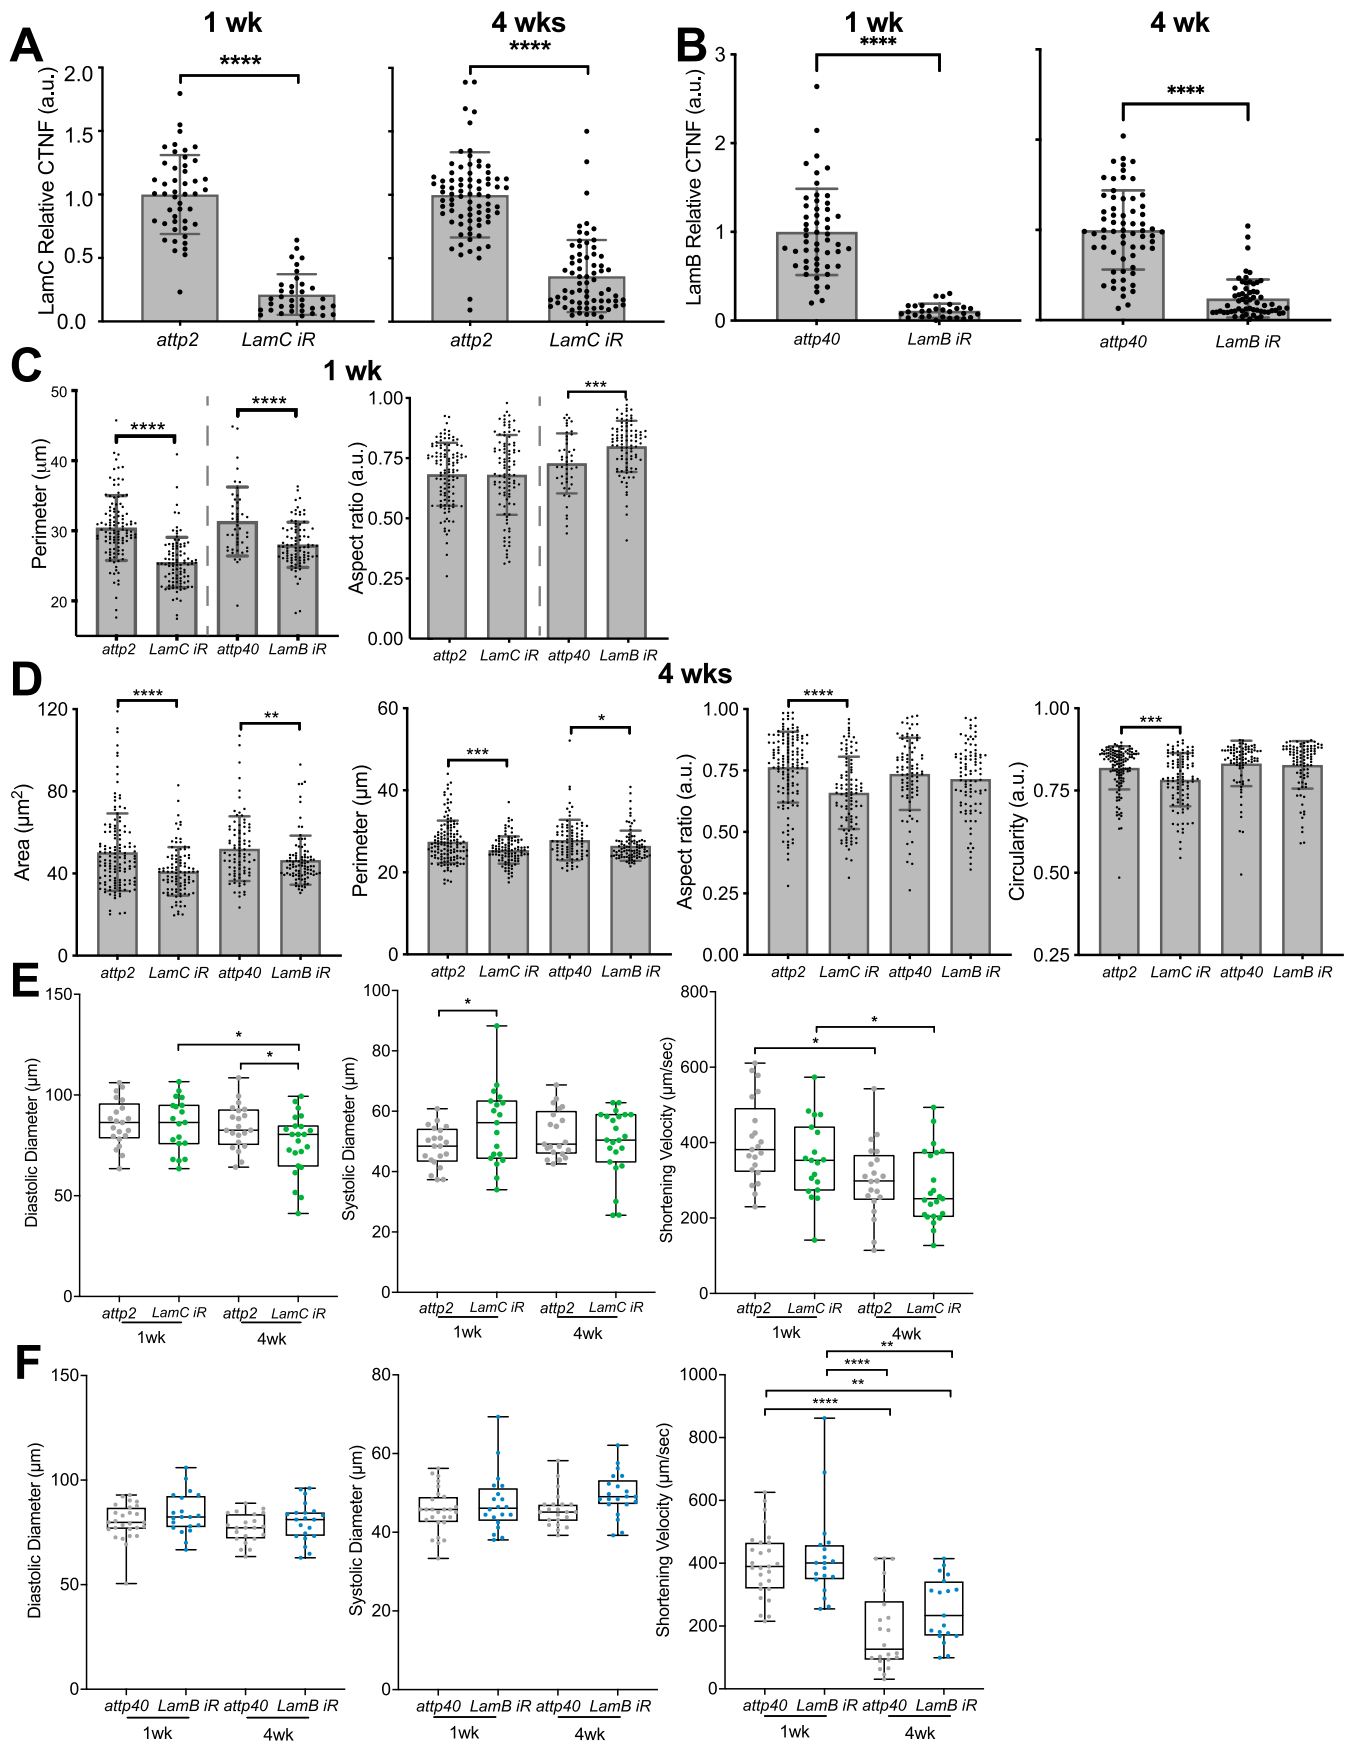 A
1 wk
4 wks
LamC Relative CTNF (a.u.)
2.0
1.5
1.0
0.5
0.0
****
****
attp2
LamC iR
attp2
LamC iR
B
1 wk
4 wk
LamB Relative CTNF (a.u.)
3
2
1
0
****
****
attp40
LamB iR
attp40
LamB iR
C
1 wk
Perimeter (µm)
50
40
30
20
****
****
attp2
LamC iR
attp40
LamB iR
Aspect ratio (a.u.)
1.00
0.75
0.50
0.25
0.00
***
attp2
LamC iR
attp40
LamB iR
D
4 wks
Area (µm²)
120
80
40
0
****
**
attp2
LamC iR
attp40
LamB iR
Perimeter (µm)
60
40
20
0
***
*
attp2
LamC iR
attp40
LamB iR
Aspect ratio (a.u.)
1.00
0.75
0.50
0.25
0.00
****
attp2
LamC iR
attp40
LamB iR
Circularity (a.u.)
1.00
0.75
0.50
0.25
***
attp2
LamC iR
attp40
LamB iR
E
Diastolic Diameter (µm)
150
100
50
0
*
*
attp2
LamC iR
attp2
LamC iR
1wk
4wk
Systolic Diameter (µm)
100
80
60
40
20
0
*
attp2
LamC iR
attp2
LamC iR
1wk
4wk
Shortening Velocity (µm/sec)
800
600
400
200
0
*
*
attp2
LamC iR
attp2
LamC iR
1wk
4wk
F
Diastolic Diameter (µm)
150
100
50
0
attp40
LamB iR
attp40
LamB iR
1wk
4wk
Systolic Diameter (µm)
80
60
40
20
0
attp40
LamB iR
attp40
LamB iR
1wk
4wk
Shortening Velocity (µm/sec)
1000
800
600
400
200
0
**
****
**
****
attp40
LamB iR
attp40
LamB iR
1wk
4wk